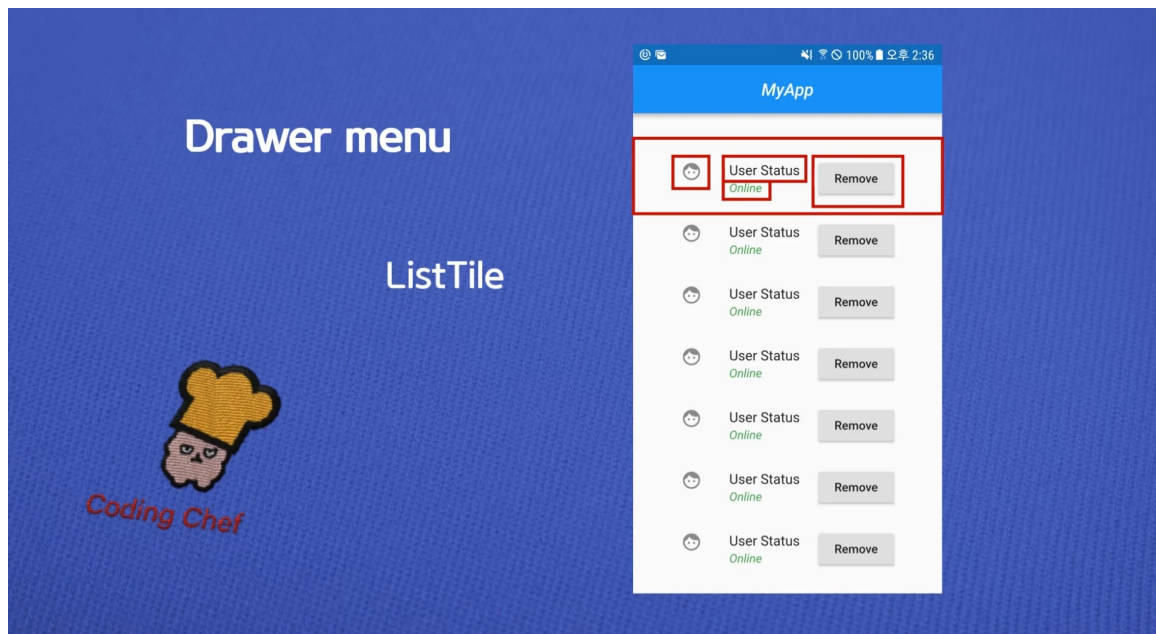 Drawer menu
ListTile
Coding Chef
100% 오후 2:36
MyApp
User Status
Online
Remove
User Status
Online
Remove
User Status
Online
Remove
User Status
Online
Remove
User Status
Online
Remove
User Status
Online
Remove
User Status
Online
Remove